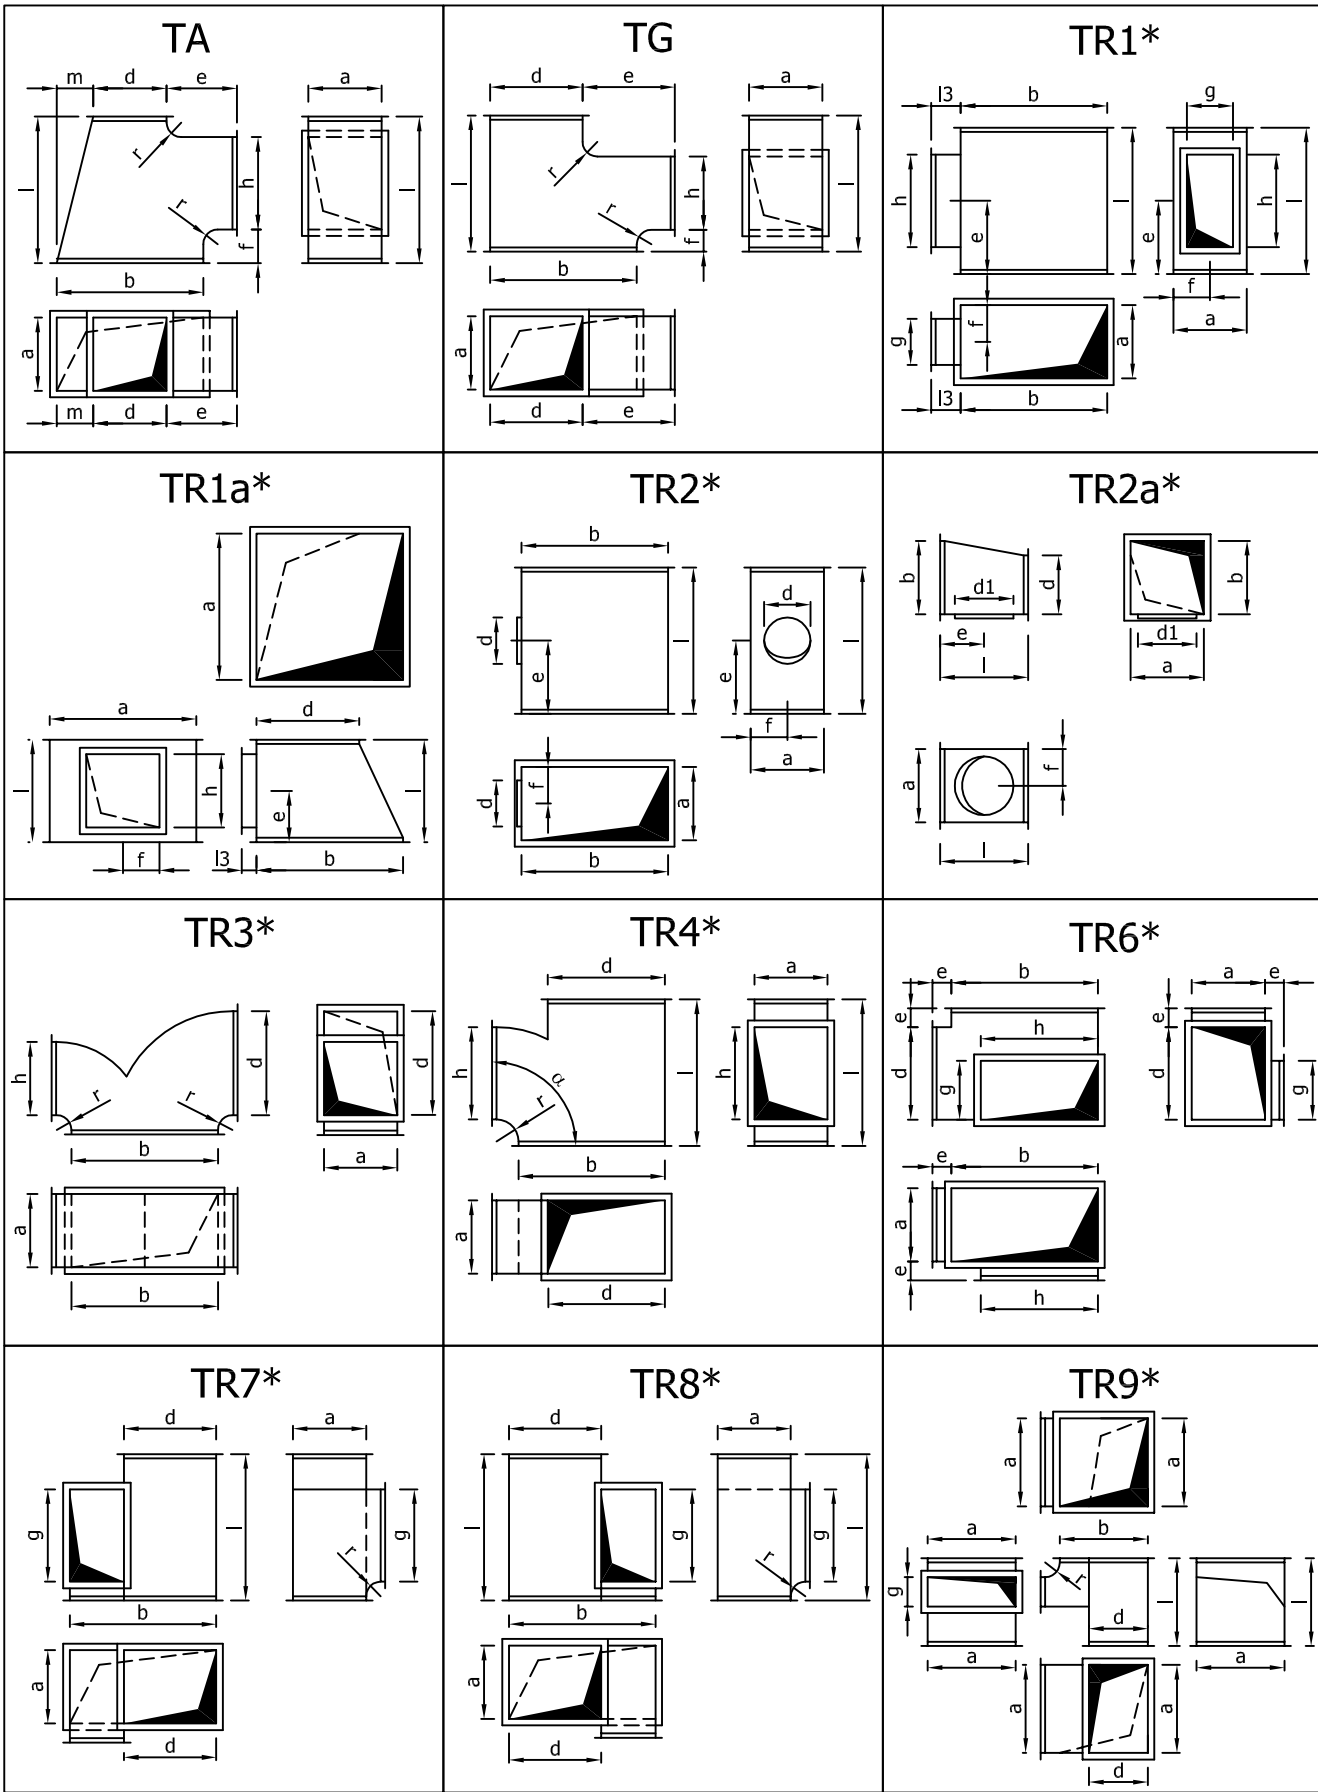 TA
m d e a
l r h l
r f
b
a
m d e
TG
d e a
l r h l
r f
b
a
d e
TR1*
l3 b g
h e l h l
e
f
a
g f a
l3 b
TR1a*
a
a d
l h e l
f l3 b
TR2*
b
d e l d e l
f
a
d f a
b
TR2a*
b d1 d b
e d1
l a
a f
l
TR3*
h r r d d
b a
a
b
TR4*
d a
h α r l h l
b
a
d
TR6*
e b a e
e h e
d g d g
e b
a
e h
TR7*
d a
g l r g
b
a
d
TR8*
d a
l g r g l
b
a
d
TR9*
a a
a b
g r l l
d
a a
a a
d